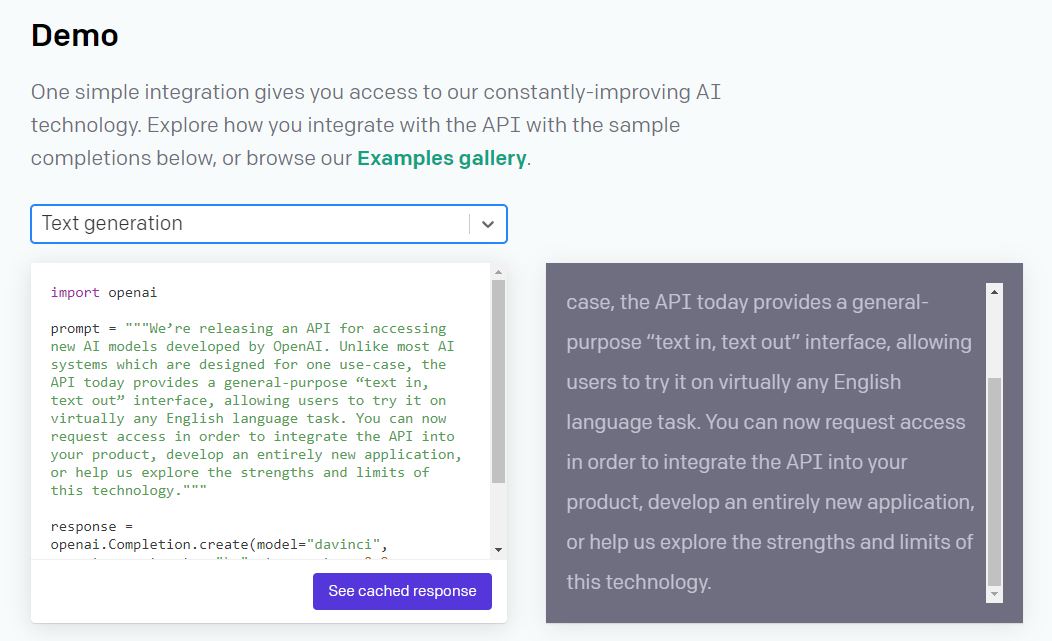 Demo
One simple integration gives you access to our constantly-improving AI
technology. Explore how you integrate with the API with the sample
completions below, or browse our Examples gallery.
Text generation
import openai
prompt = """We’re releasing an API for accessing
new AI models developed by OpenAI. Unlike most AI
systems which are designed for one use-case, the
API today provides a general-purpose “text in,
text out” interface, allowing users to try it on
virtually any English language task. You can now
request access in order to integrate the API into
your product, develop an entirely new application,
or help us explore the strengths and limits of
this technology."""
response =
openai.Completion.create(model="davinci",
See cached response
case, the API today provides a general-
purpose “text in, text out” interface, allowing
users to try it on virtually any English
language task. You can now request access
in order to integrate the API into your
product, develop an entirely new application,
or help us explore the strengths and limits of
this technology.